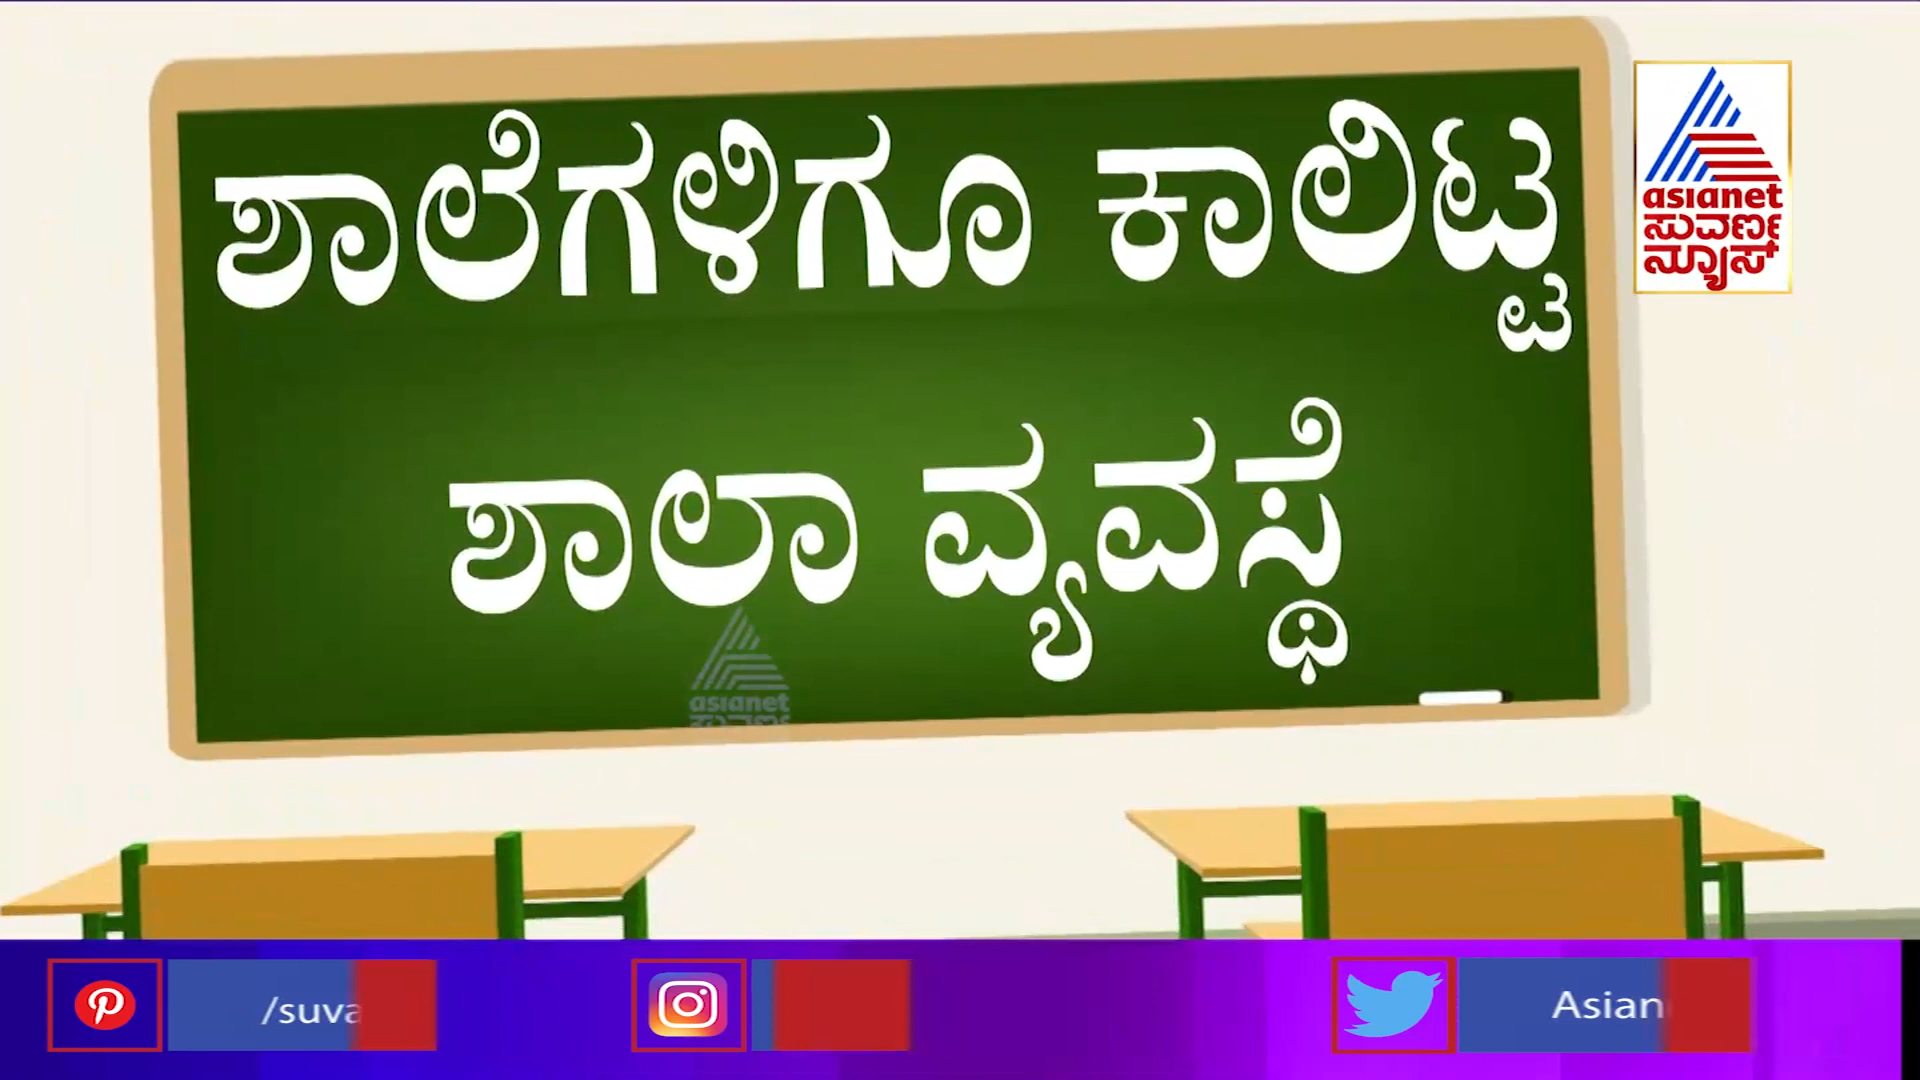 ಶಾಲೆಗಳಿಗೂ ಕಾಲಿಟ್ಟ
ಶಾಲಾ ವ್ಯವಸ್ಥೆ
asianet
ಸುವರ್ಣ
ನ್ಯೂಸ್
asianet
/suva
Asian